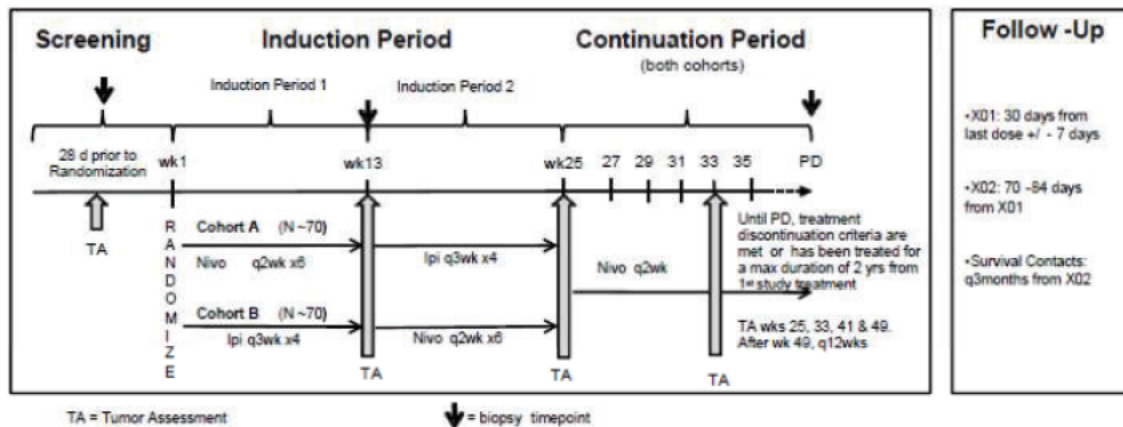 Screening
Induction Period
Continuation Period
(both cohorts)
Induction Period 1
Induction Period 2
28 d prior to
Randomization
wk1
wk13
wk25
27
29
31
33
35
PD
TA
RANDOMIZE
Cohort A (N ~70)
Nivo q2wk x6
Ipi q3wk x4
Cohort B (N ~70)
Ipi q3wk x4
Nivo q2wk x6
Nivo q2wk
Until PD, treatment
discontinuation criteria are
met or has been treated for
a max duration of 2 yrs from
1st study treatment
TA wks 25, 33, 41 & 49.
After wk 49, q12wks
TA
TA
TA
Follow -Up
•X01: 30 days from
last dose +/ - 7 days
•X02: 70 -84 days
from X01
•Survival Contacts:
q3months from X02
TA = Tumor Assessment
= biopsy timepoint